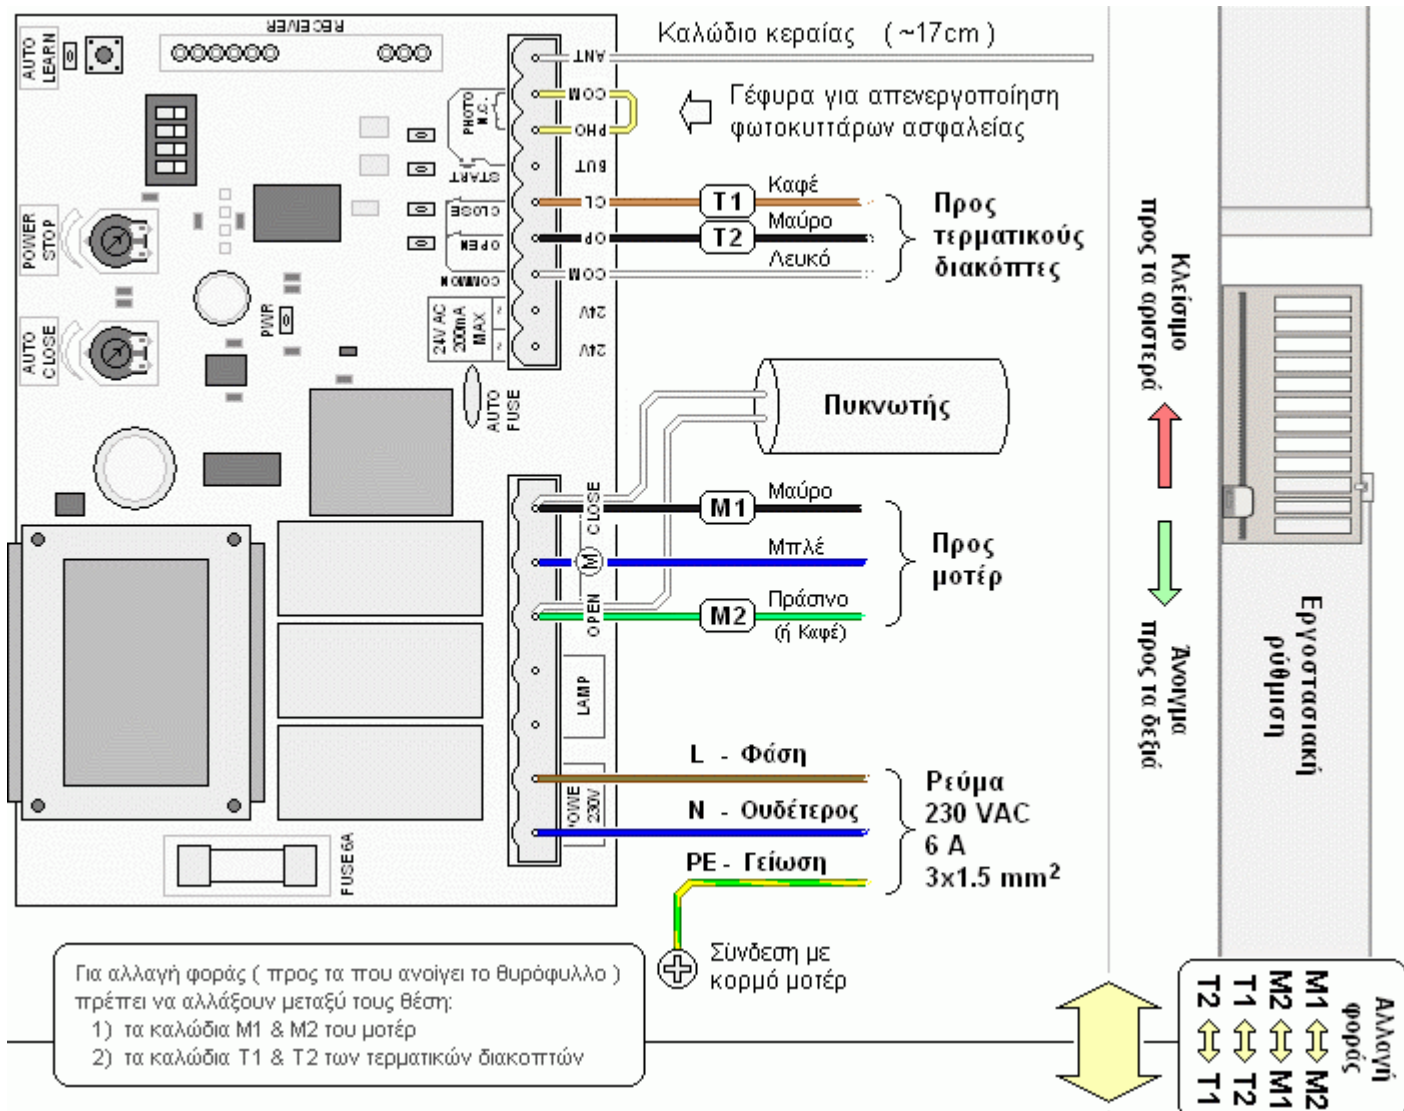 RECEIVER
AUTO
LEARN
ANT
Καλώδιο κεραίας ( ~17cm )
COM
PHO
PHOTO
N.C.
Γέφυρα για απενεργοποίηση
φωτοκυττάρων ασφαλείας
BUT
START
CL
CLOSE
T1
Καφέ
OP
OPEN
T2
Μαύρο
COM
COMMON
Λευκό
Προς
τερματικούς
διακόπτες
POWER
STOP
24V AC
200mA
MAX
~
~
24V
24V
PWR
AUTO
CLOSE
AUTO
FUSE
Πυκνωτής
CLOSE
M
OPEN
M1
Μαύρο
Μπλέ
M2
Πράσινο
(ή Καφέ)
Προς
μοτέρ
LAMP
L - Φάση
N - Ουδέτερος
PE - Γείωση
OWE
230V
Ρεύμα
230 VAC
6 A
3x1.5 mm²
FUSE 6A
Σύνδεση με
κορμό μοτέρ
Για αλλαγή φοράς ( προς τα που ανοίγει το θυρόφυλλο )
πρέπει να αλλάξουν μεταξύ τους θέση:
1) τα καλώδια M1 & M2 του μοτέρ
2) τα καλώδια T1 & T2 των τερματικών διακοπτών
Κλείσιμο
προς τα αριστερά
Άνοιγμα
προς τα δεξιά
Εργοστασιακή
ρύθμιση
Αλλαγή
φοράς
M1 M2
M2 M1
T1 T2
T2 T1